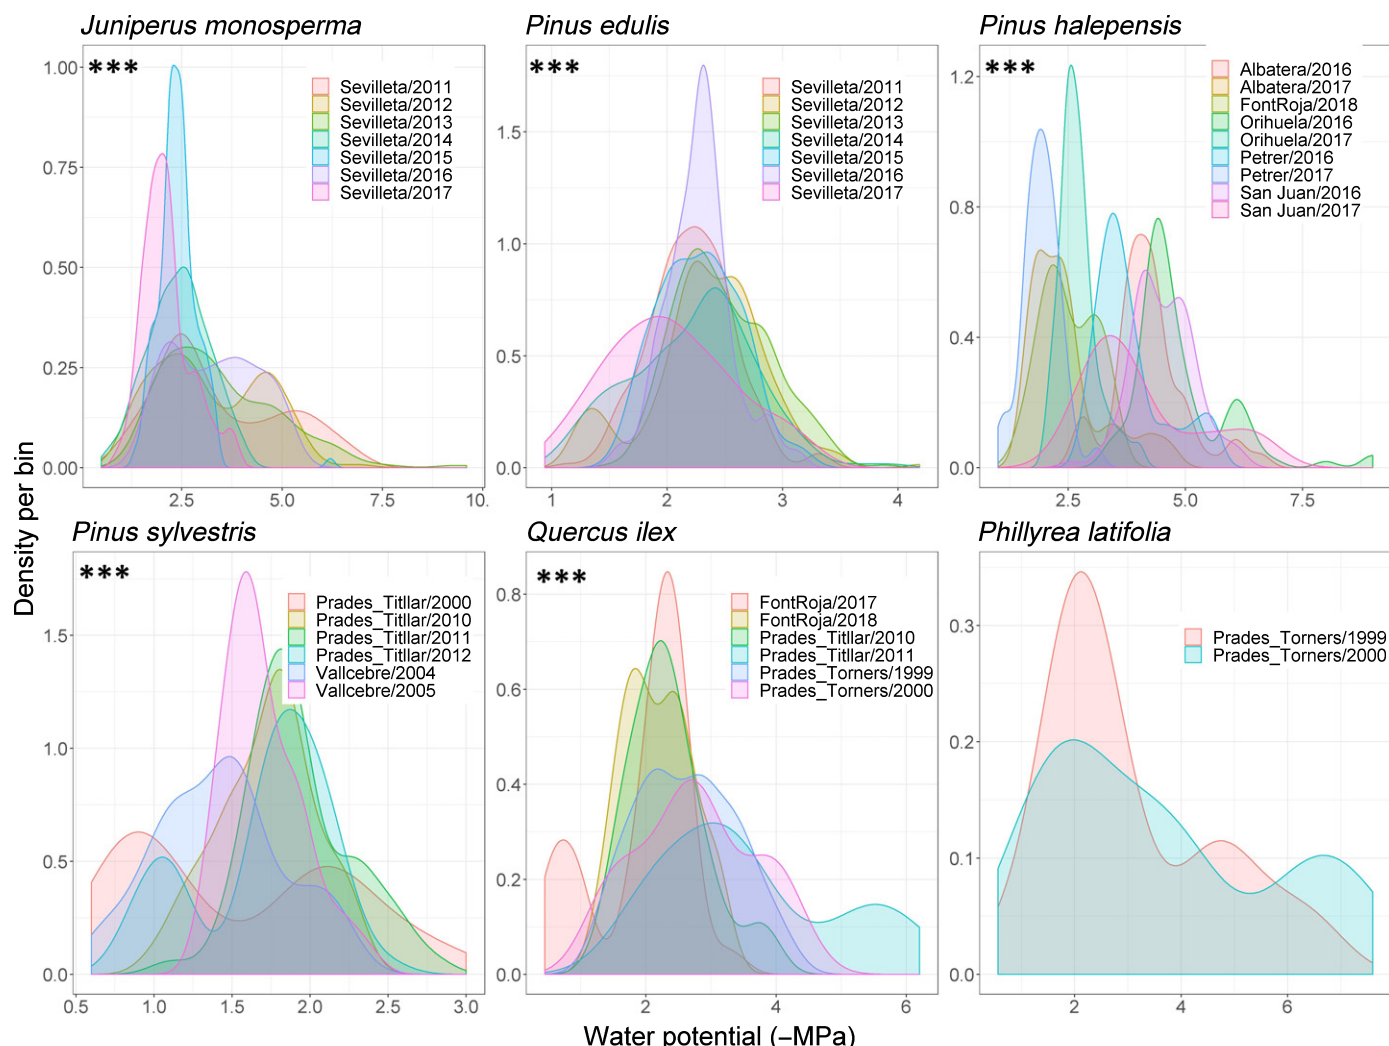 Juniperus monosperma
***
Sevilleta/2011
Sevilleta/2012
Sevilleta/2013
Sevilleta/2014
Sevilleta/2015
Sevilleta/2016
Sevilleta/2017
1.00
0.75
0.50
0.25
0.00
2.5
5.0
7.5
10.
Pinus edulis
***
Sevilleta/2011
Sevilleta/2012
Sevilleta/2013
Sevilleta/2014
Sevilleta/2015
Sevilleta/2016
Sevilleta/2017
1.5
1.0
0.5
0.0
1
2
3
4
Pinus halepensis
***
Albatera/2016
Albatera/2017
FontRoja/2018
Orihuela/2016
Orihuela/2017
Petrer/2016
Petrer/2017
San Juan/2016
San Juan/2017
1.2
0.8
0.4
0.0
2.5
5.0
7.5
Density per bin
Pinus sylvestris
***
Prades_Titllar/2000
Prades_Titllar/2010
Prades_Titllar/2011
Prades_Titllar/2012
Vallcebre/2004
Vallcebre/2005
1.5
1.0
0.5
0.0
0.5
1.0
1.5
2.0
2.5
3.0
Quercus ilex
***
FontRoja/2017
FontRoja/2018
Prades_Titllar/2010
Prades_Titllar/2011
Prades_Torners/1999
Prades_Torners/2000
0.8
0.6
0.4
0.2
0.0
2
4
6
Phillyrea latifolia
Prades_Torners/1999
Prades_Torners/2000
0.3
0.2
0.1
0.0
2
4
6
Water potential (−MPa)